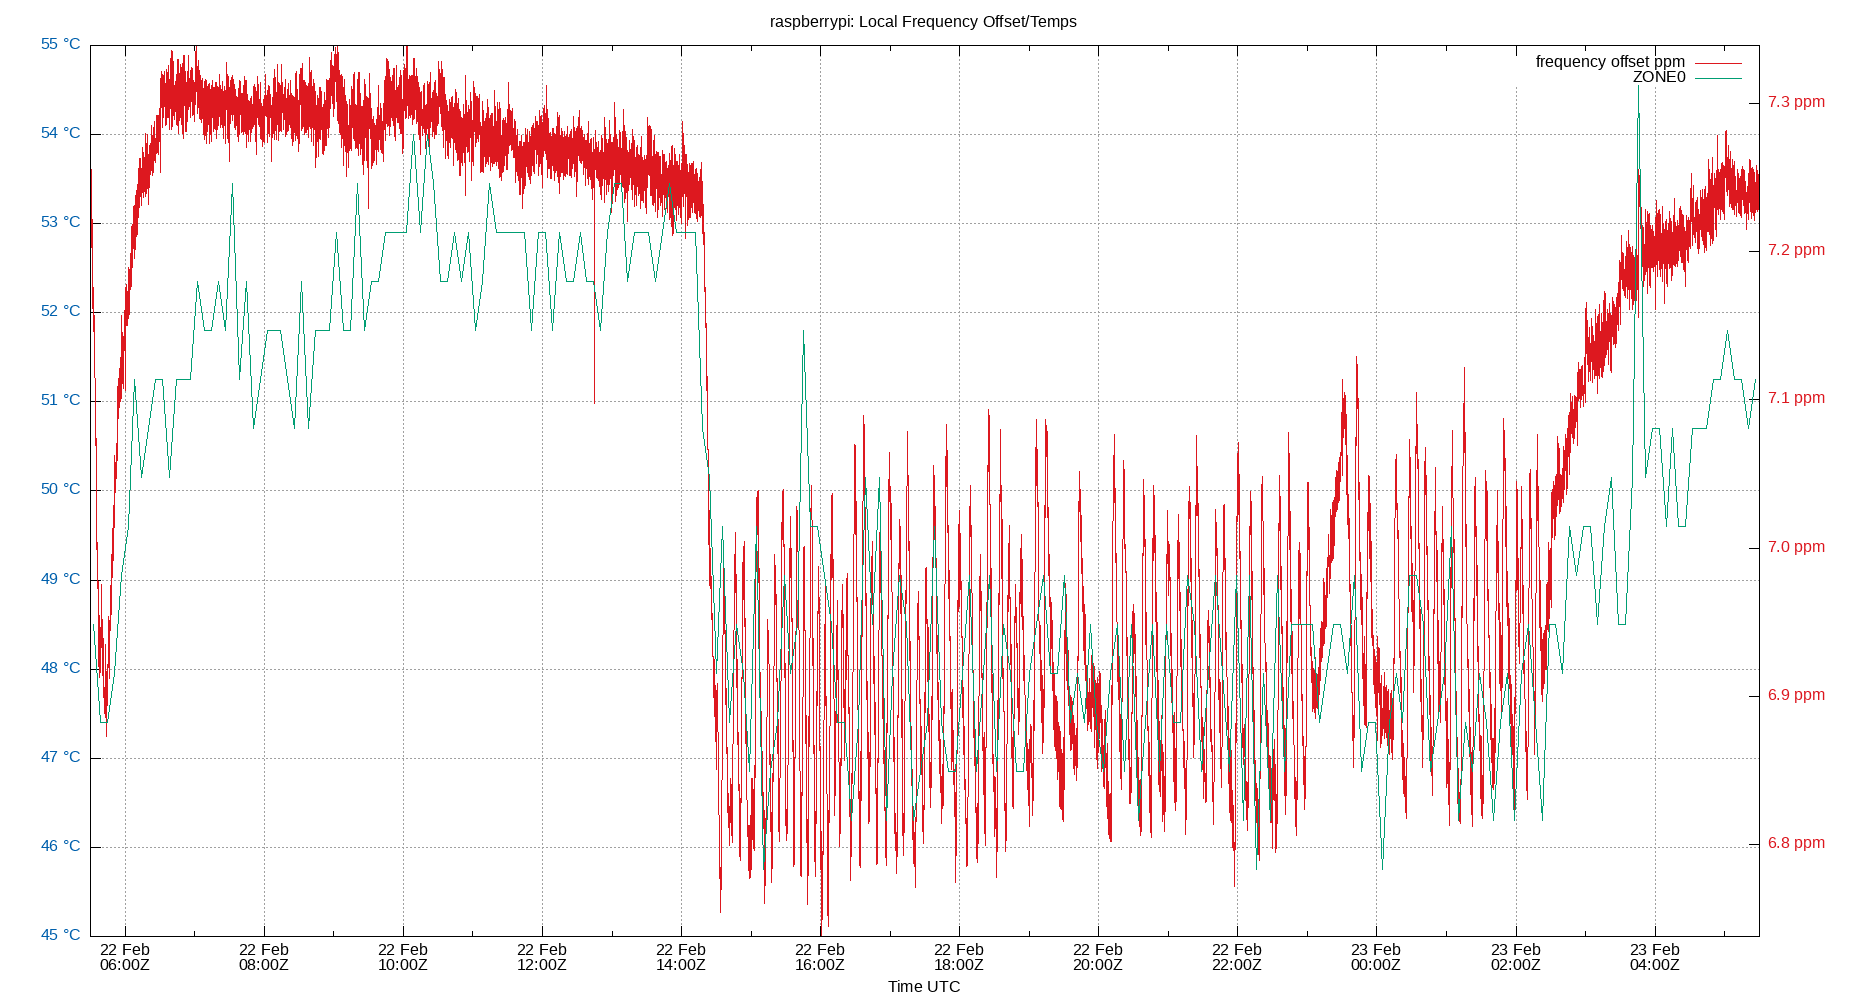 raspberrypi: Local Frequency Offset/Temps
frequency offset ppm
ZONE0
55 °C
54 °C
53 °C
52 °C
51 °C
50 °C
49 °C
48 °C
47 °C
46 °C
45 °C
7.3 ppm
7.2 ppm
7.1 ppm
7.0 ppm
6.9 ppm
6.8 ppm
22 Feb 22 Feb 22 Feb 22 Feb 22 Feb 22 Feb 22 Feb 22 Feb 22 Feb 23 Feb 23 Feb 23 Feb
06:00Z 08:00Z 10:00Z 12:00Z 14:00Z 16:00Z 18:00Z 20:00Z 22:00Z 00:00Z 02:00Z 04:00Z
Time UTC